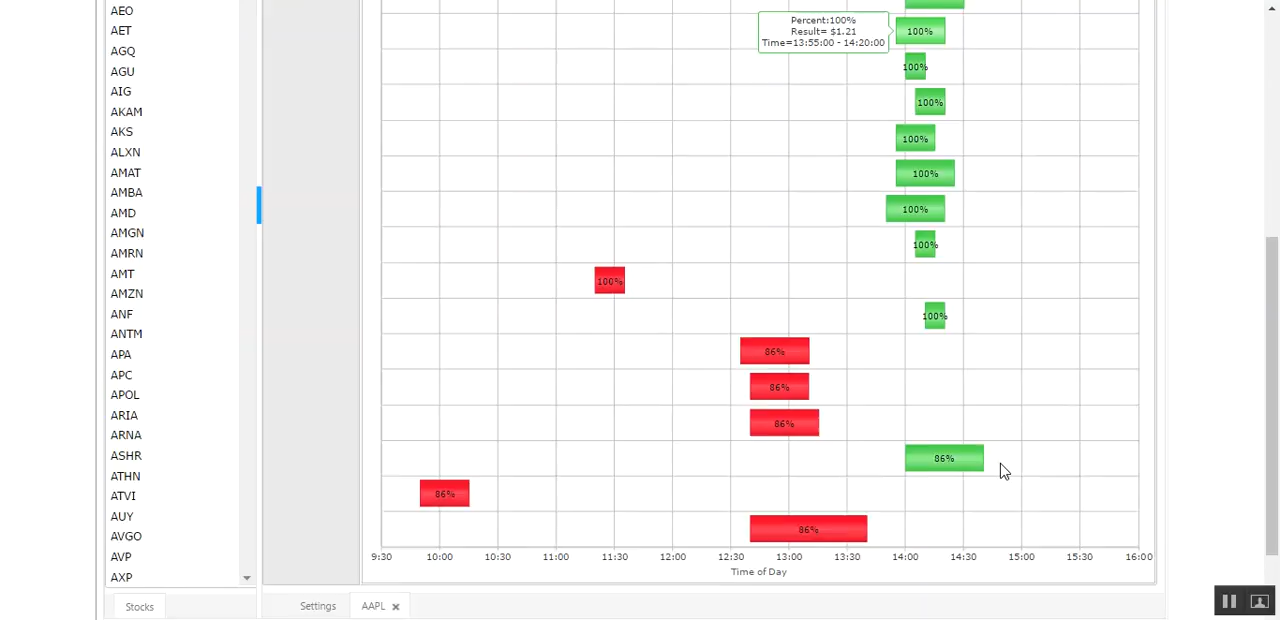 AEO
AET
AGQ
AGU
AIG
AKAM
AKS
ALXN
AMAT
AMBA
AMD
AMGN
AMRN
AMT
AMZN
ANF
ANTM
APA
APC
APOL
ARIA
ARNA
ASHR
ATHN
ATVI
AUY
AVGO
AVP
AXP
Stocks
Percent:100%
Result= $1.21
Time=13:55:00 - 14:20:00
100%
100%
100%
100%
100%
100%
100%
100%
100%
86%
86%
86%
86%
86%
86%
9:30 10:00 10:30 11:00 11:30 12:00 12:30 13:00 13:30 14:00 14:30 15:00 15:30 16:00
Time of Day
Settings AAPL